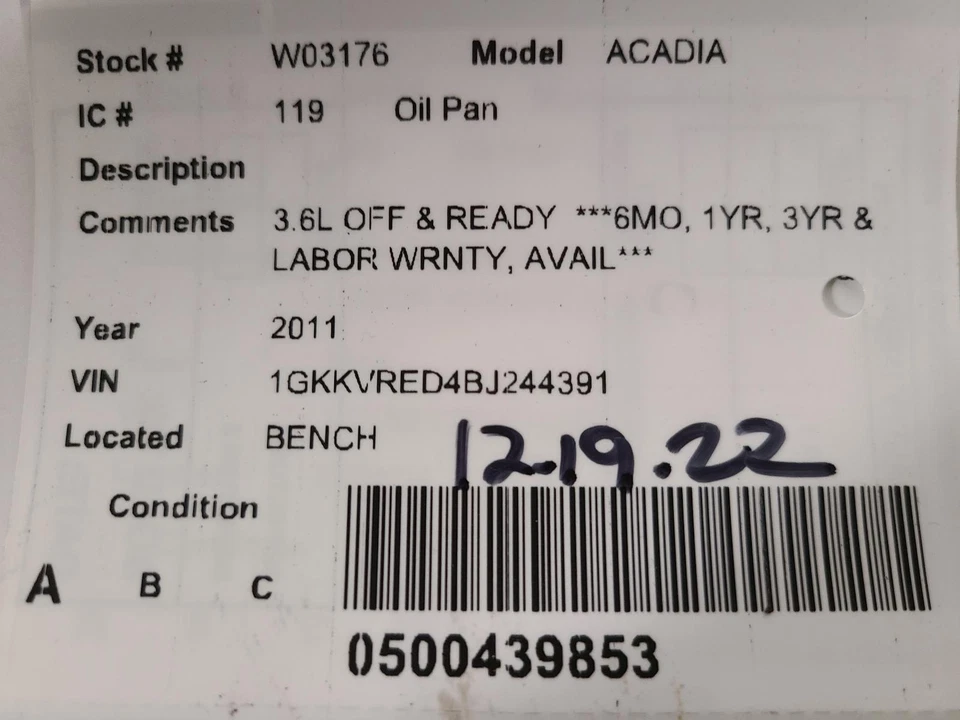 Stock # W03176 Model ACADIA
IC # 119 Oil Pan
Description
Comments 3.6L OFF & READY ***6MO, 1YR, 3YR &
LABOR WRNTY, AVAIL***
Year 2011
VIN 1GKKVRED4BJ244391
Located BENCH
12.19.22
Condition
A B C
0500439853